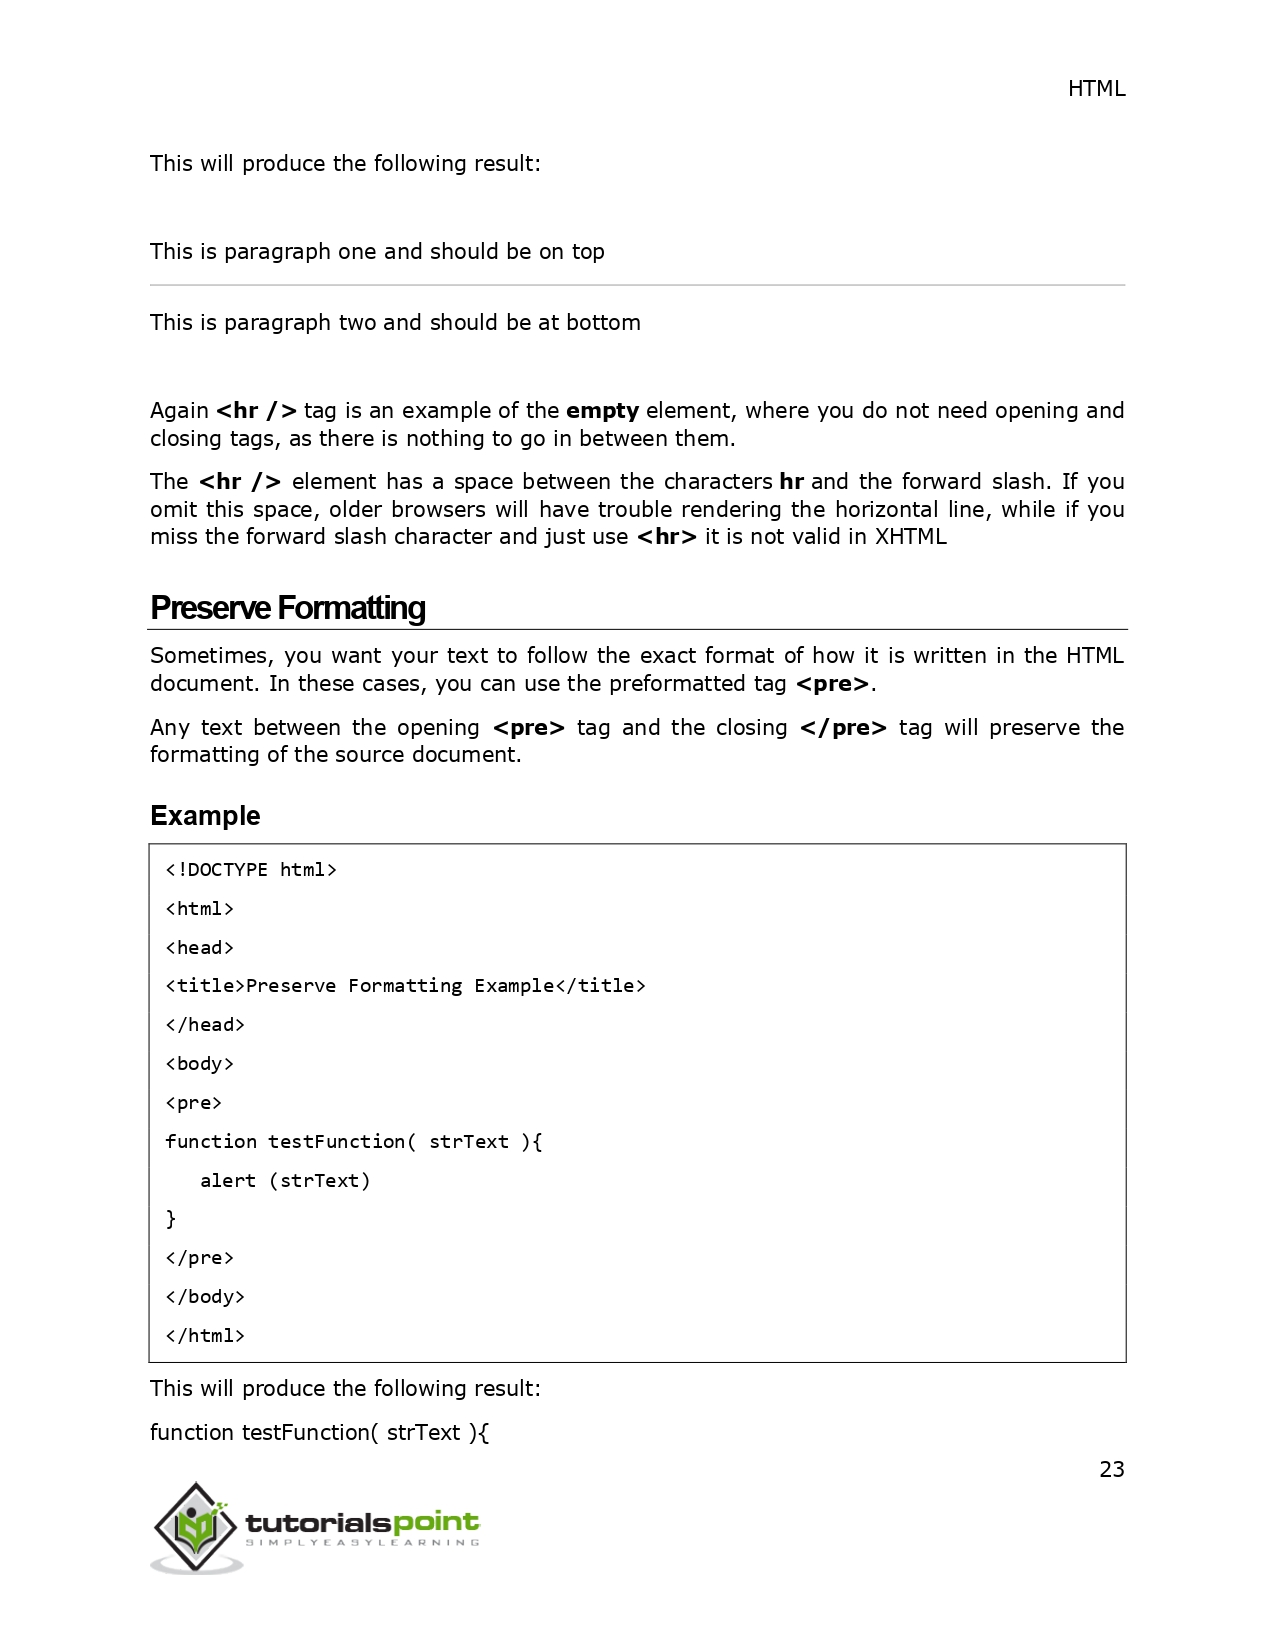 HTML
This will produce the following result:
This is paragraph one and should be on top
This is paragraph two and should be at bottom
Again <hr /> tag is an example of the empty element, where you do not need opening and
closing tags, as there is nothing to go in between them.
The <hr /> element has a space between the characters hr and the forward slash. If you
omit this space, older browsers will have trouble rendering the horizontal line, while if you
miss the forward slash character and just use <hr> it is not valid in XHTML
Preserve Formatting
Sometimes, you want your text to follow the exact format of how it is written in the HTML
document. In these cases, you can use the preformatted tag <pre>.
Any text between the opening <pre> tag and the closing </pre> tag will preserve the
formatting of the source document.
Example
<!DOCTYPE html>
<html>
<head>
<title>Preserve Formatting Example</title>
</head>
<body>
<pre>
function testFunction( strText ){
   alert (strText)
}
</pre>
</body>
</html>
This will produce the following result:
function testFunction( strText ){
23
tutorialspoint
SIMPLYEASYLEARNING